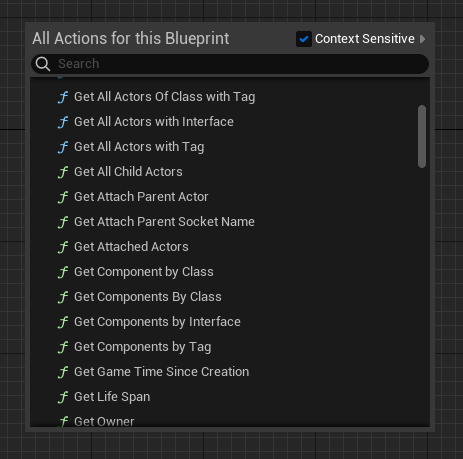 All Actions for this Blueprint
Context Sensitive
Search
Get All Actors Of Class with Tag
Get All Actors with Interface
Get All Actors with Tag
Get All Child Actors
Get Attach Parent Actor
Get Attach Parent Socket Name
Get Attached Actors
Get Component by Class
Get Components By Class
Get Components by Interface
Get Components by Tag
Get Game Time Since Creation
Get Life Span
Get Owner